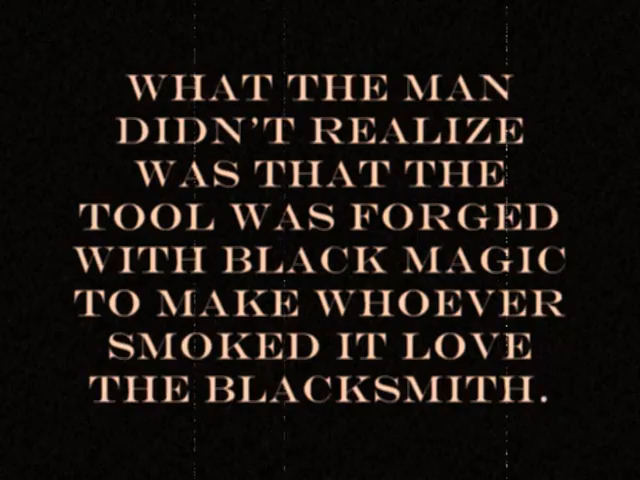 WHAT THE MAN
DIDN'T REALIZE
WAS THAT THE
TOOL WAS FORGED
WITH BLACK MAGIC
TO MAKE WHOEVER
SMOKED IT LOVE
THE BLACKSMITH.